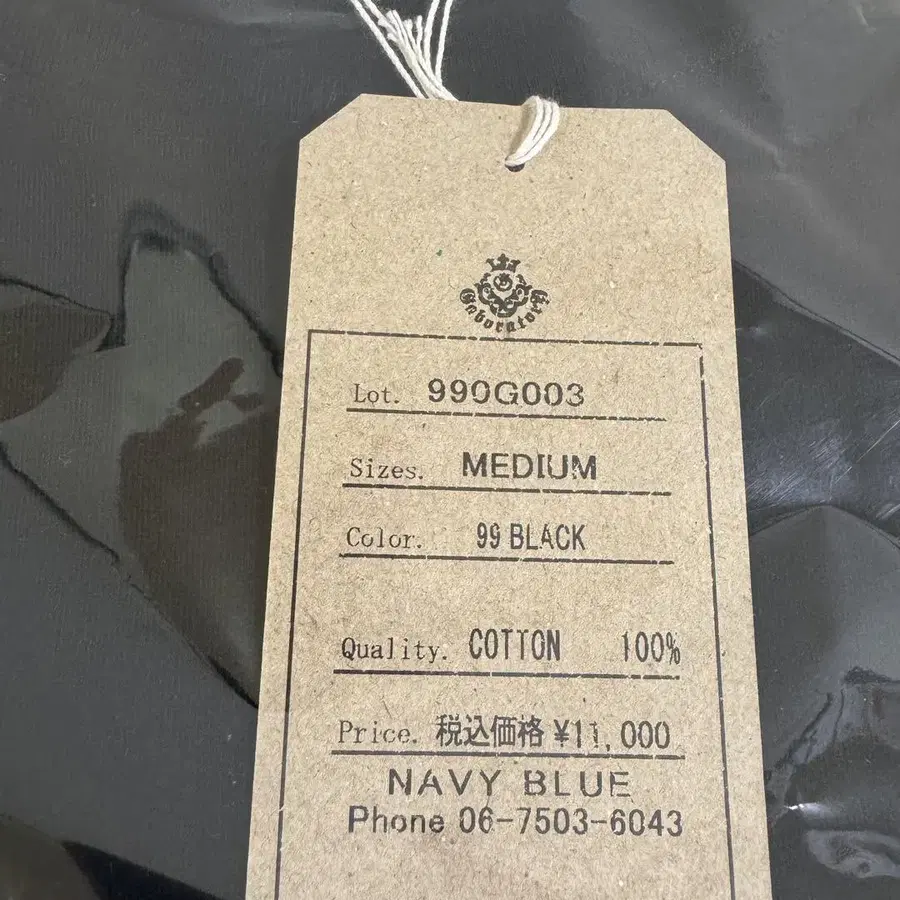 Geboratory
Lot. 990G003
Sizes. MEDIUM
Color. 99 BLACK
Quality. COTTON 100%
Price. 税込価格 ¥11,000
NAVY BLUE
Phone 06-7503-6043